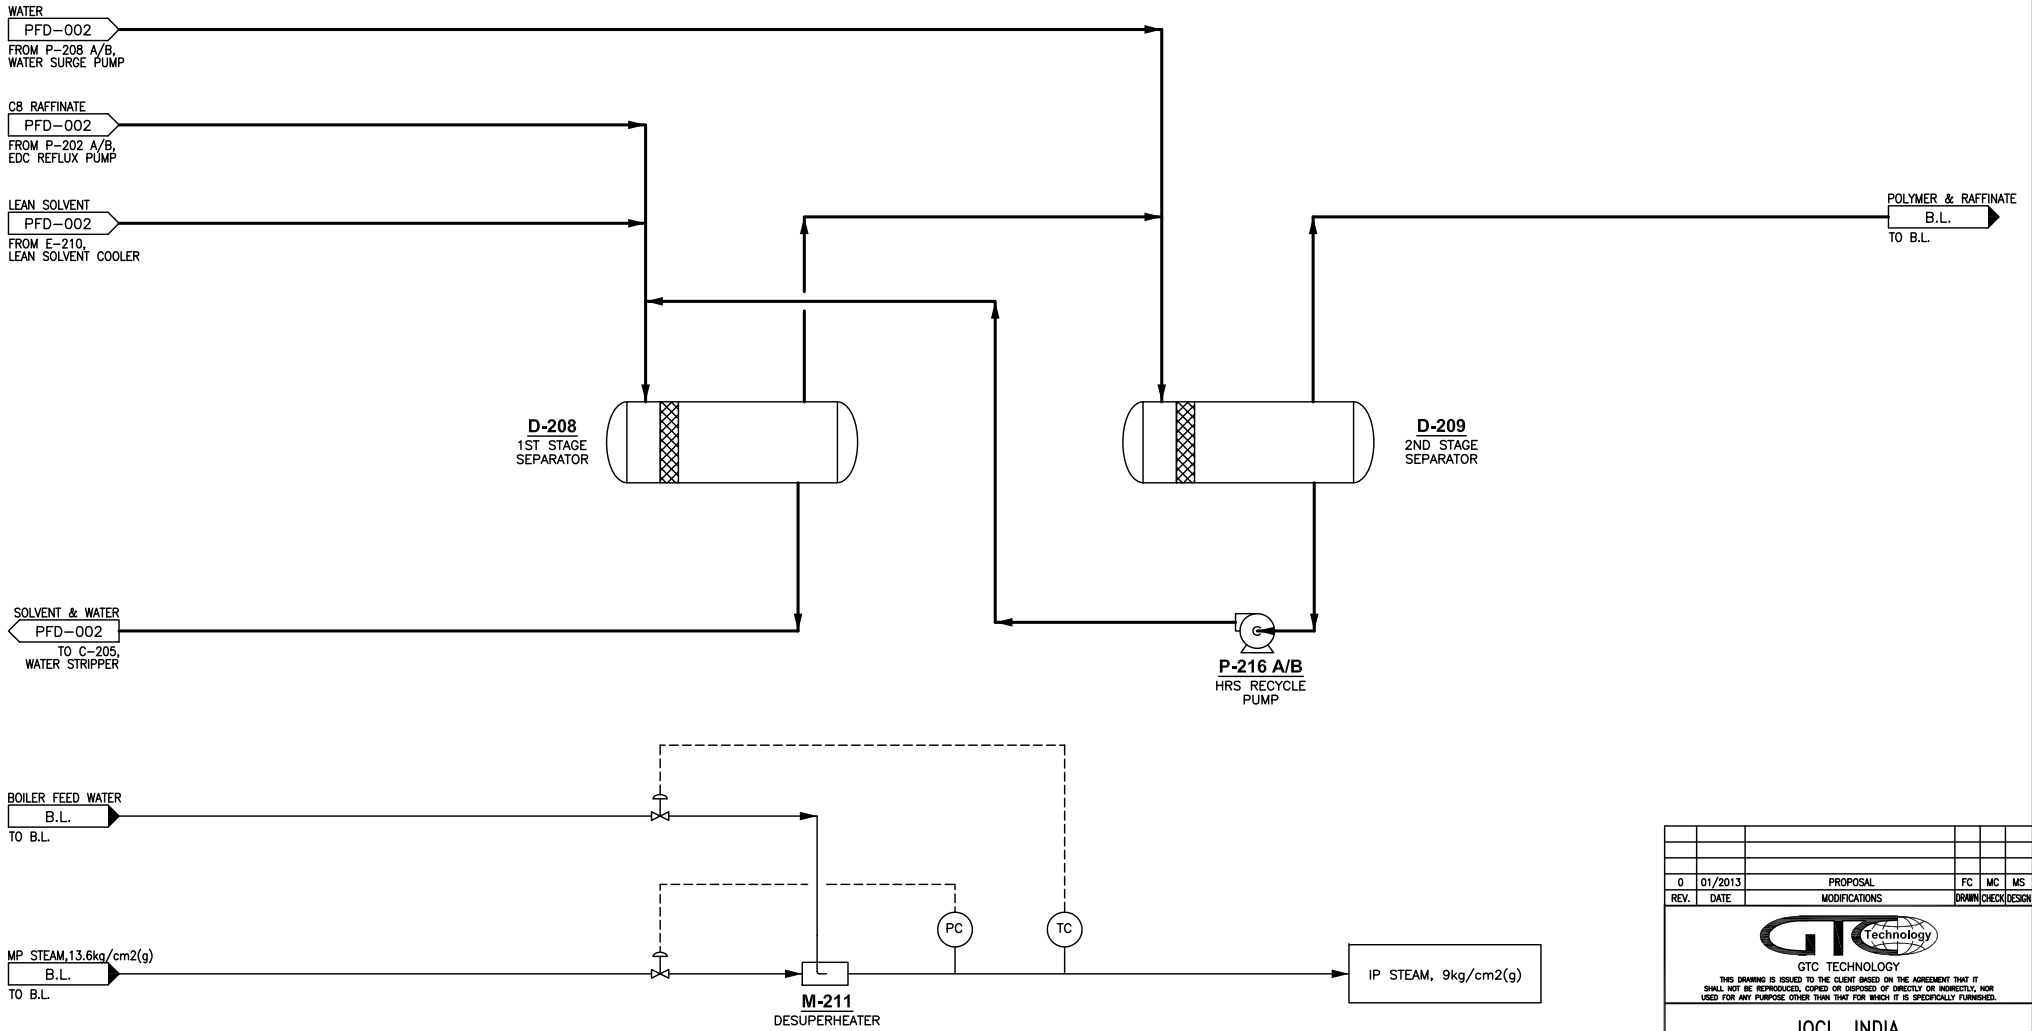 WATER
PFD-002
FROM P-208 A/B,
WATER SURGE PUMP
C8 RAFFINATE
PFD-002
FROM P-202 A/B,
EDC REFLUX PUMP
LEAN SOLVENT
PFD-002
FROM E-210,
LEAN SOLVENT COOLER
POLYMER & RAFFINATE
B.L.
TO B.L.
D-208
1ST STAGE
SEPARATOR
D-209
2ND STAGE
SEPARATOR
SOLVENT & WATER
PFD-002
TO C-205,
WATER STRIPPER
P-216 A/B
HRS RECYCLE
PUMP
BOILER FEED WATER
B.L.
TO B.L.
MP STEAM,13.6kg/cm2(g)
B.L.
TO B.L.
PC
TC
M-211
DESUPERHEATER
IP STEAM, 9kg/cm2(g)
0 01/2013 PROPOSAL FC MC MS
REV. DATE MODIFICATIONS DRAWN CHECK DESIGN
GTC Technology
GTC TECHNOLOGY
THIS DRAWING IS ISSUED TO THE CLIENT BASED ON THE AGREEMENT THAT IT
SHALL NOT BE REPRODUCED, COPIED OR DISPOSED OF DIRECTLY OR INDIRECTLY, NOR
USED FOR ANY PURPOSE OTHER THAN THAT FOR WHICH IT IS SPECIFICALLY FURNISHED.
IOCL, INDIA